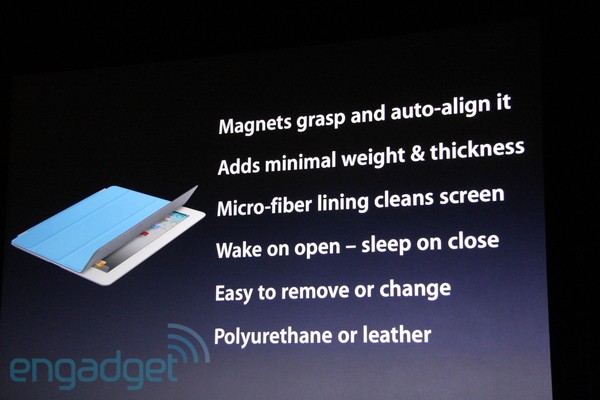 Magnets grasp and auto-align it
Adds minimal weight & thickness
Micro-fiber lining cleans screen
Wake on open – sleep on close
Easy to remove or change
Polyurethane or leather
engadget